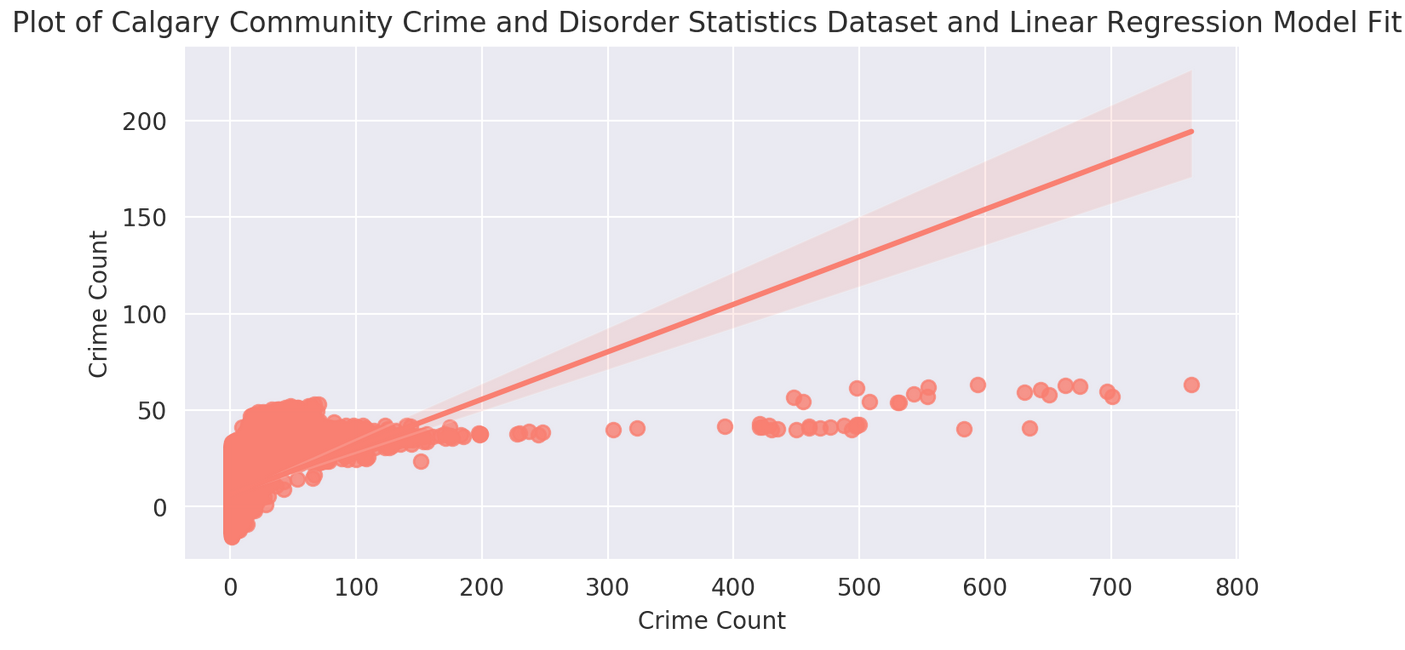 Plot of Calgary Community Crime and Disorder Statistics Dataset and Linear Regression Model Fit
200
150
100
50
0
Crime Count
0 100 200 300 400 500 600 700 800
Crime Count